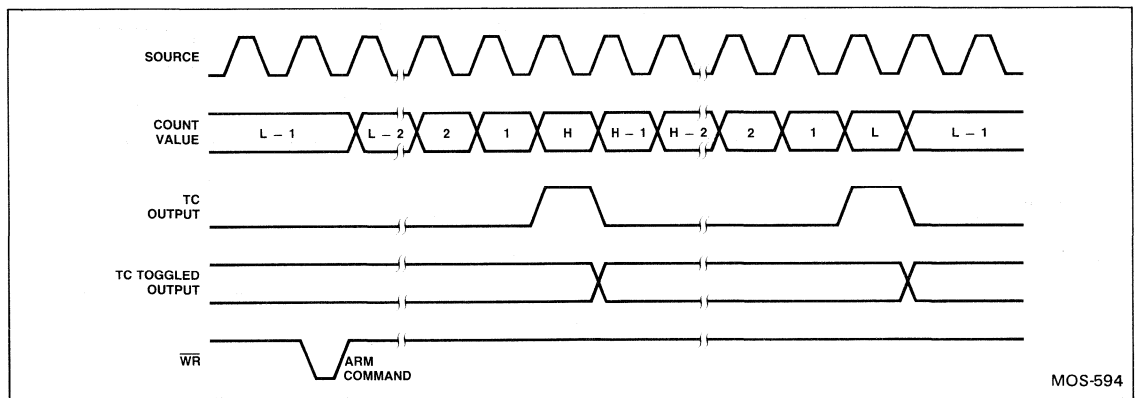 SOURCE
COUNT
VALUE
L – 1 L – 2 2 1 H H – 1 H – 2 2 1 L L – 1
TC
OUTPUT
TC TOGGLED
OUTPUT
WR
ARM
COMMAND
MOS-594